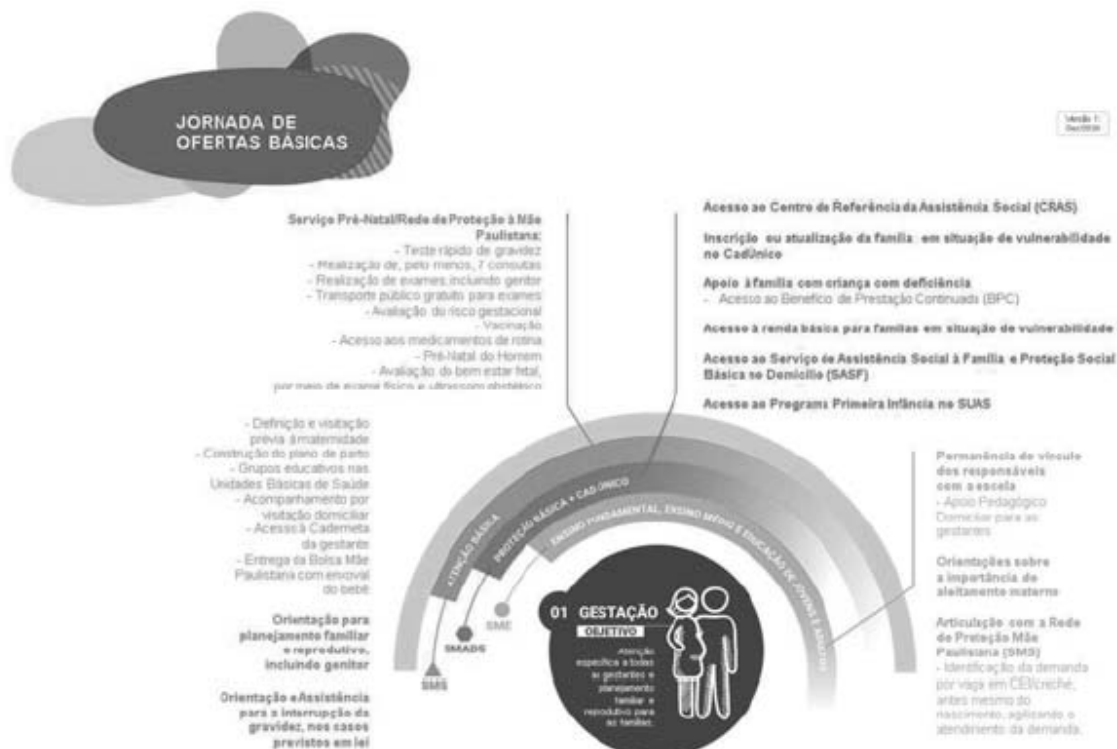 JORNADA DE
OFERTAS BÁSICAS
Versão 1:
Serviço Pré-Natal/Rede de Proteção à Mãe
Paulistana:
- Teste rápido de gravidez
- Realização de, pelo menos, 7 consultas
- Realização de exames, incluindo genitor
- Transporte público gratuito para exames
- Avaliação do risco gestacional
- Vacinação
- Acesso aos medicamentos de rotina
- Pré-Natal do Homem
- Avaliação do bem estar fetal,
por meio de exame físico e ultrassom obstétrico
- Definição e visitação
prévia à maternidade
- Construção do plano de parto
- Grupos educativos nas
Unidades Básicas de Saúde
- Acompanhamento por
visitação domiciliar
- Acesso à Caderneta
da gestante
- Entrega da Bolsa Mãe
Paulistana com enxoval
do bebê
Orientação para
planejamento familiar
e reprodutivo,
incluindo genitor
Orientação e Assistência
para a interrupção da
gravidez, nos casos
previstos em lei
Acesso ao Centro de Referência da Assistência Social (CRAS)
Inscrição ou atualização da família em situação de vulnerabilidade
no CadÚnico
Apoio à família com criança com deficiência
- Acesso ao Benefício de Prestação Continuada (BPC)
Acesso à renda básica para famílias em situação de vulnerabilidade
Acesso ao Serviço de Assistência Social à Família e Proteção Social
Básica no Domicílio (SASF)
Acesso ao Programa Primeira Infância no SUAS
Permanência de vínculo
dos responsáveis
com a escola
- Apoio Pedagógico
Domiciliar para as
gestantes
Orientações sobre
a importância do
aleitamento materno
Articulação com a Rede
de Proteção Mãe
Paulistana (SMS)
- Identificação da demanda
por vaga em CEI/creche,
antes mesmo do
nascimento, agilizando o
atendimento da demanda.
ATENÇÃO BÁSICA
PROTEÇÃO BÁSICA + CADÚNICO
ENSINO FUNDAMENTAL, ENSINO MÉDIO E EDUCAÇÃO DE JOVENS E ADULTOS
SME
SMADS
SMS
01 GESTAÇÃO
OBJETIVO
Atenção
específica a todas
as gestantes e
planejamento
familiar e
reprodutivo para
as famílias.